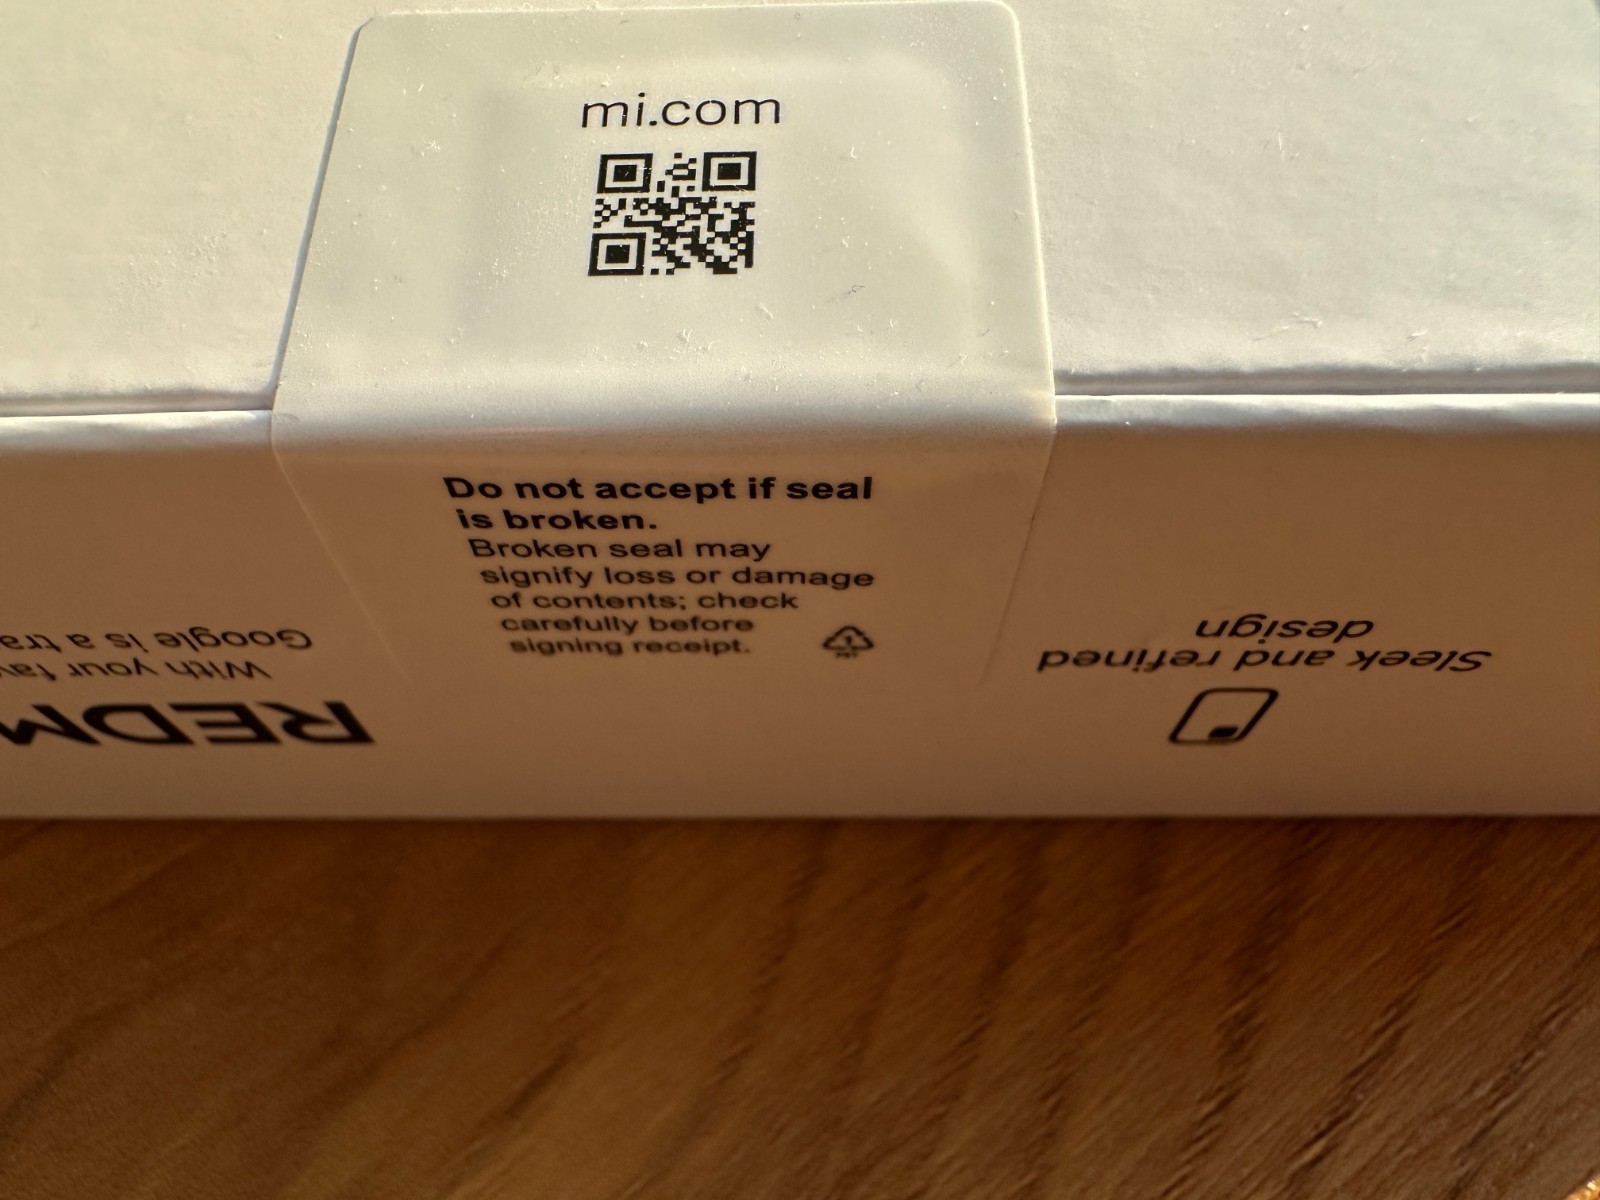 mi.com
Do not accept if seal
is broken.
Broken seal may
signify loss or damage
of contents; check
carefully before
signing receipt.
Sleek and refined
design
REDM
With your fav
Google is a tra